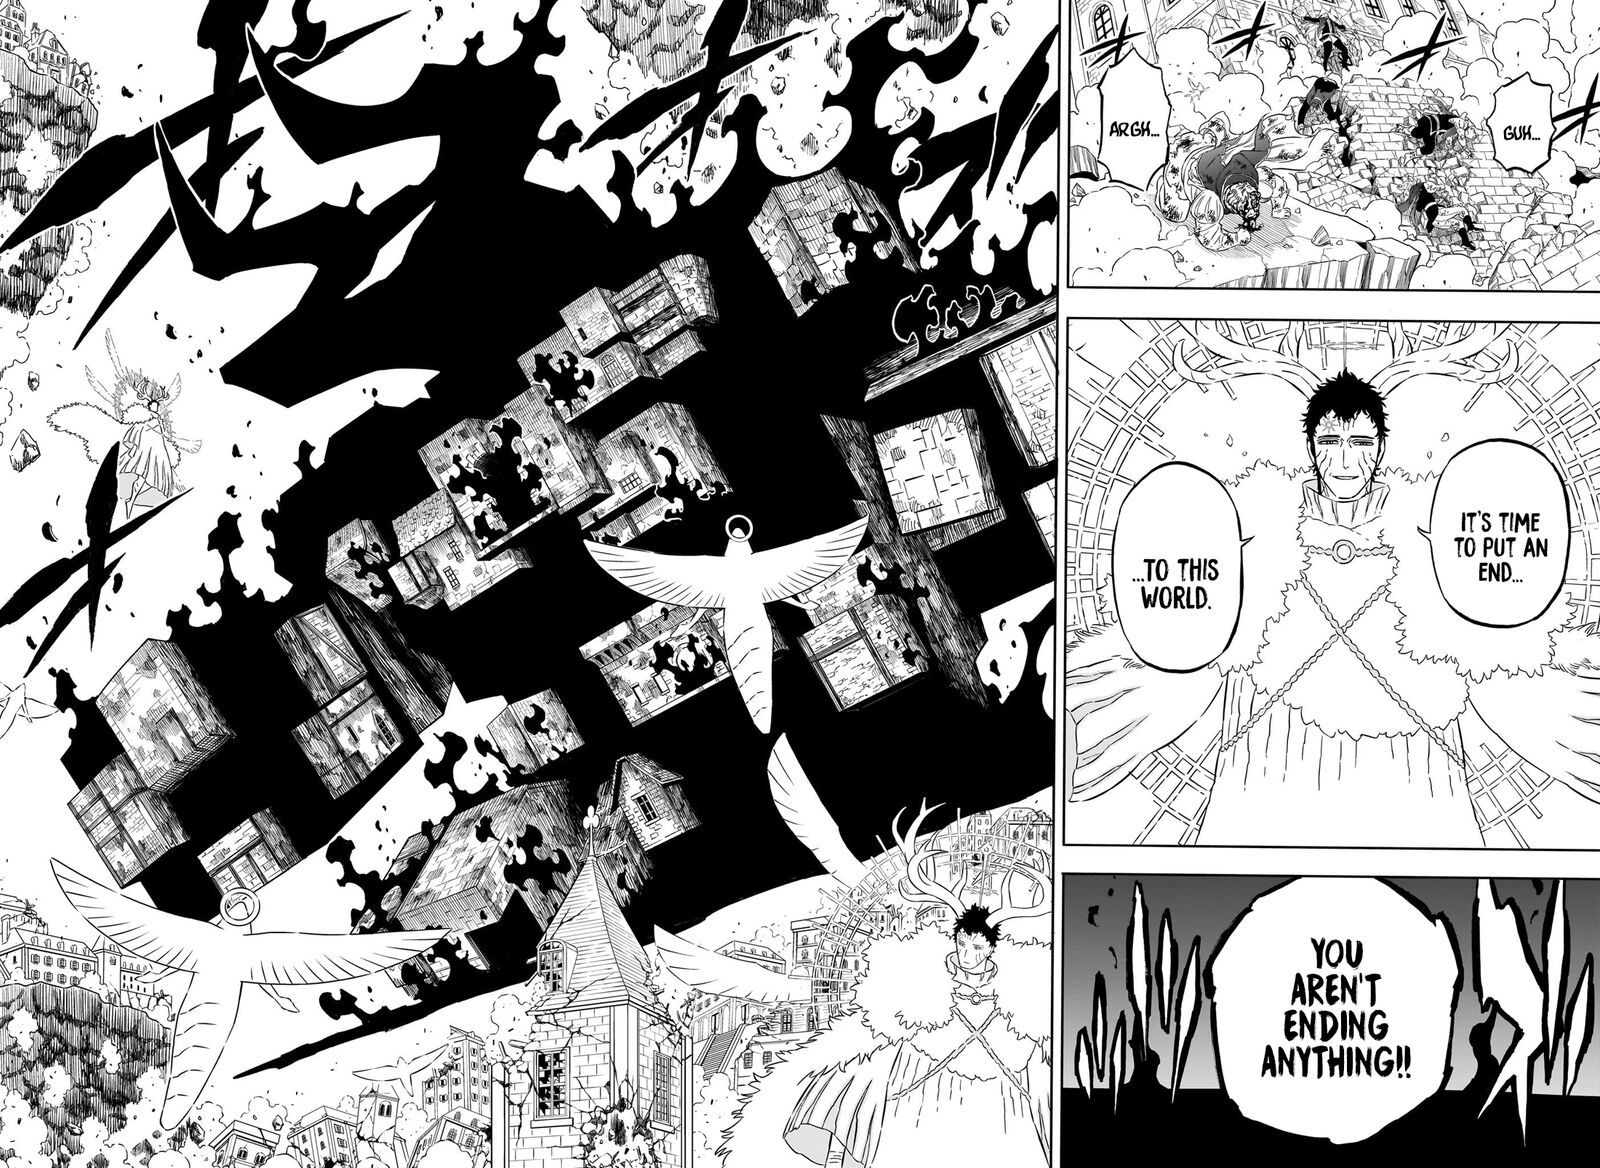 GUH...
ARGH...
IT'S TIME
TO PUT AN
END...
...TO THIS
WORLD.
YOU
AREN'T
ENDING
ANYTHING!!